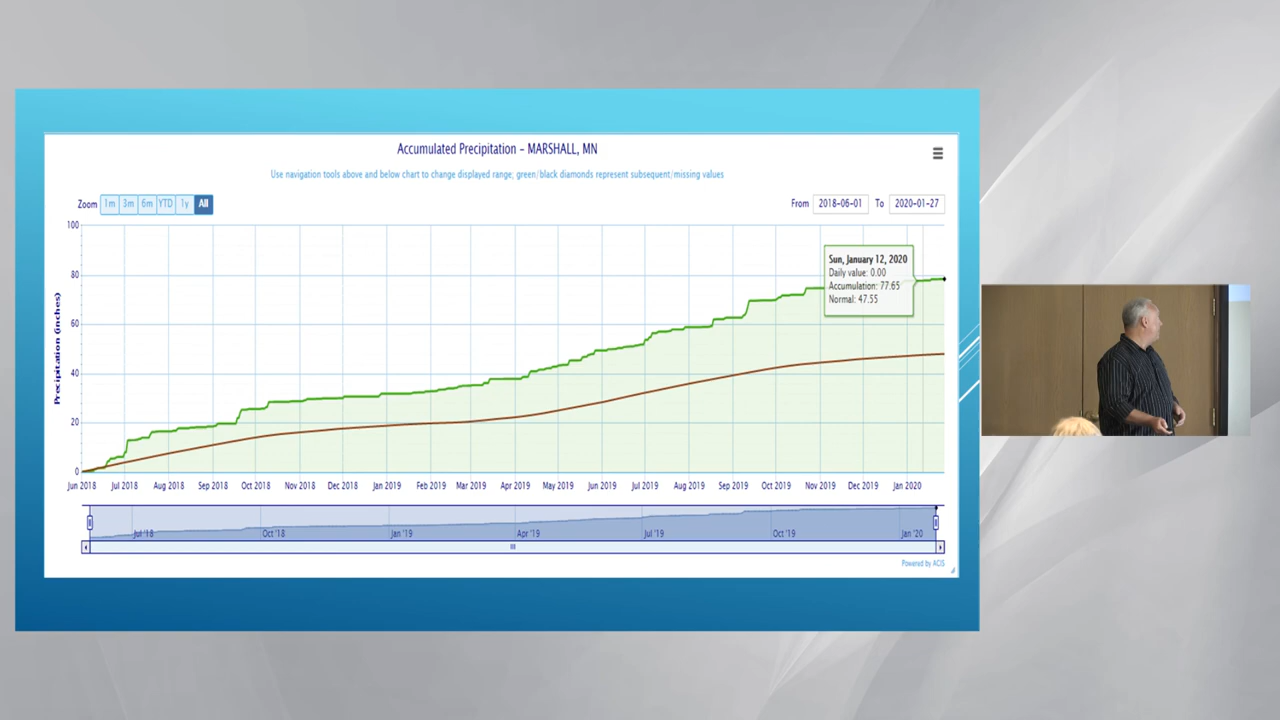 Accumulated Precipitation - MARSHALL, MN
Use navigation tools above and below chart to change displayed range; green/black diamonds represent subsequent/missing values
Zoom 1m 3m 6m YTD 1y All From 2018-06-01 To 2020-01-27
100
80
60
40
20
0
Precipitation (inches)
Sun, January 12, 2020
Daily value: 0.00
Accumulation: 77.65
Normal: 47.55
Jun 2018 Jul 2018 Aug 2018 Sep 2018 Oct 2018 Nov 2018 Dec 2018 Jan 2019 Feb 2019 Mar 2019 Apr 2019 May 2019 Jun 2019 Jul 2019 Aug 2019 Sep 2019 Oct 2019 Nov 2019 Dec 2019 Jan 2020
Jul '18 Oct '18 Jan '19 Apr '19 Jul '19 Oct '19 Jan '20
Powered by ACIS